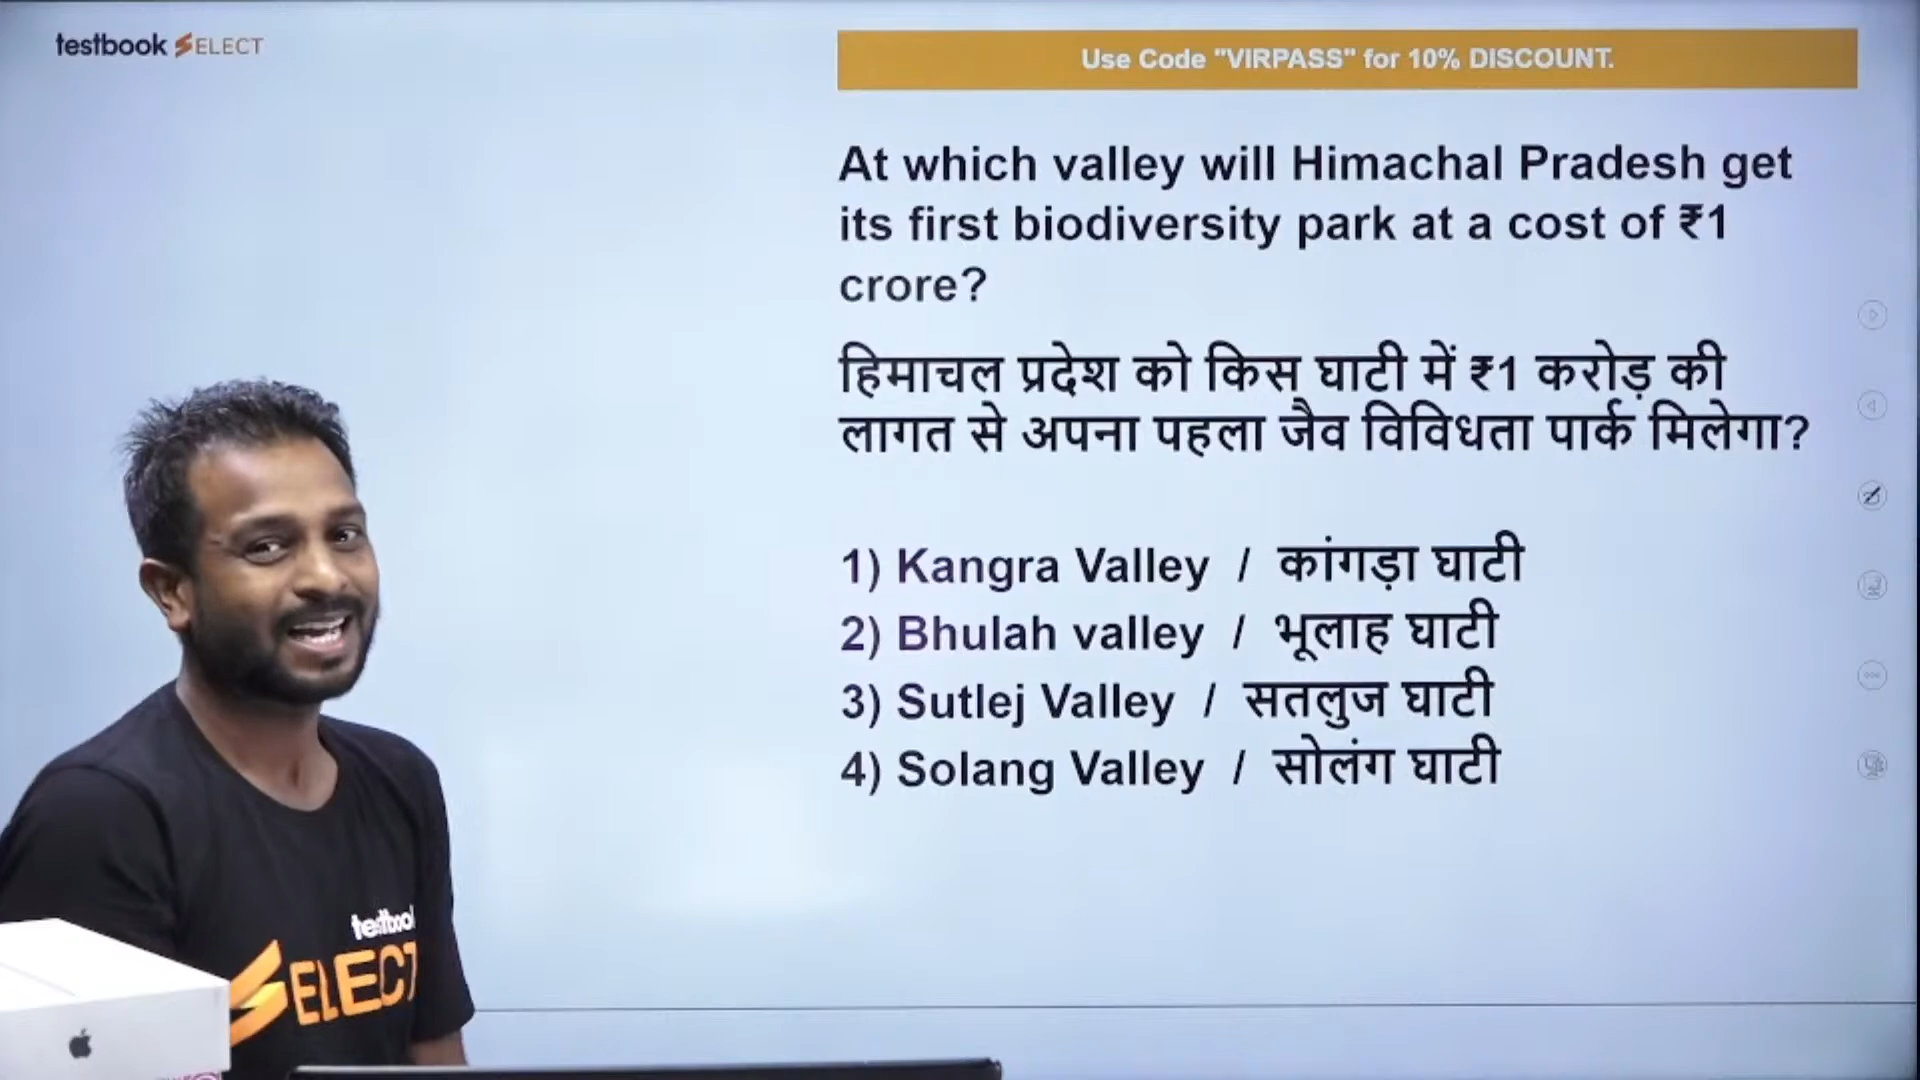 testbook SELECT
Use Code "VIRPASS" for 10% DISCOUNT.
At which valley will Himachal Pradesh get
its first biodiversity park at a cost of ₹1
crore?
हिमाचल प्रदेश को किस घाटी में ₹1 करोड़ की
लागत से अपना पहला जैव विविधता पार्क मिलेगा?
1) Kangra Valley / कांगड़ा घाटी
2) Bhulah valley / भूलाह घाटी
3) Sutlej Valley / सतलुज घाटी
4) Solang Valley / सोलंग घाटी
testbook
SELECT